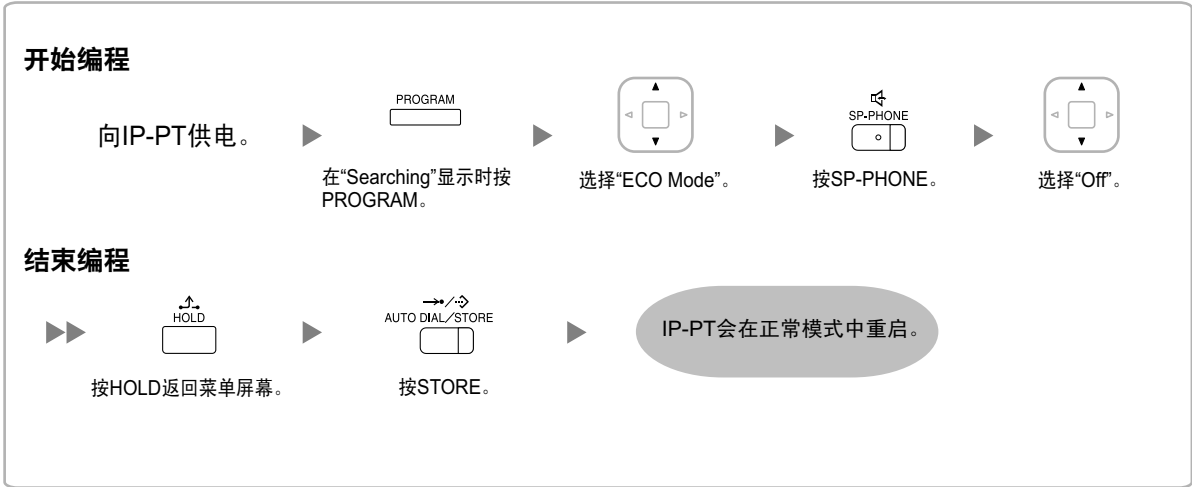 开始编程
向IP-PT供电。
PROGRAM
在“Searching”显示时按
PROGRAM。
选择“ECO Mode”。
SP-PHONE
按SP-PHONE。
选择“Off”。
结束编程
HOLD
按HOLD返回菜单屏幕。
AUTO DIAL/STORE
按STORE。
IP-PT会在正常模式中重启。